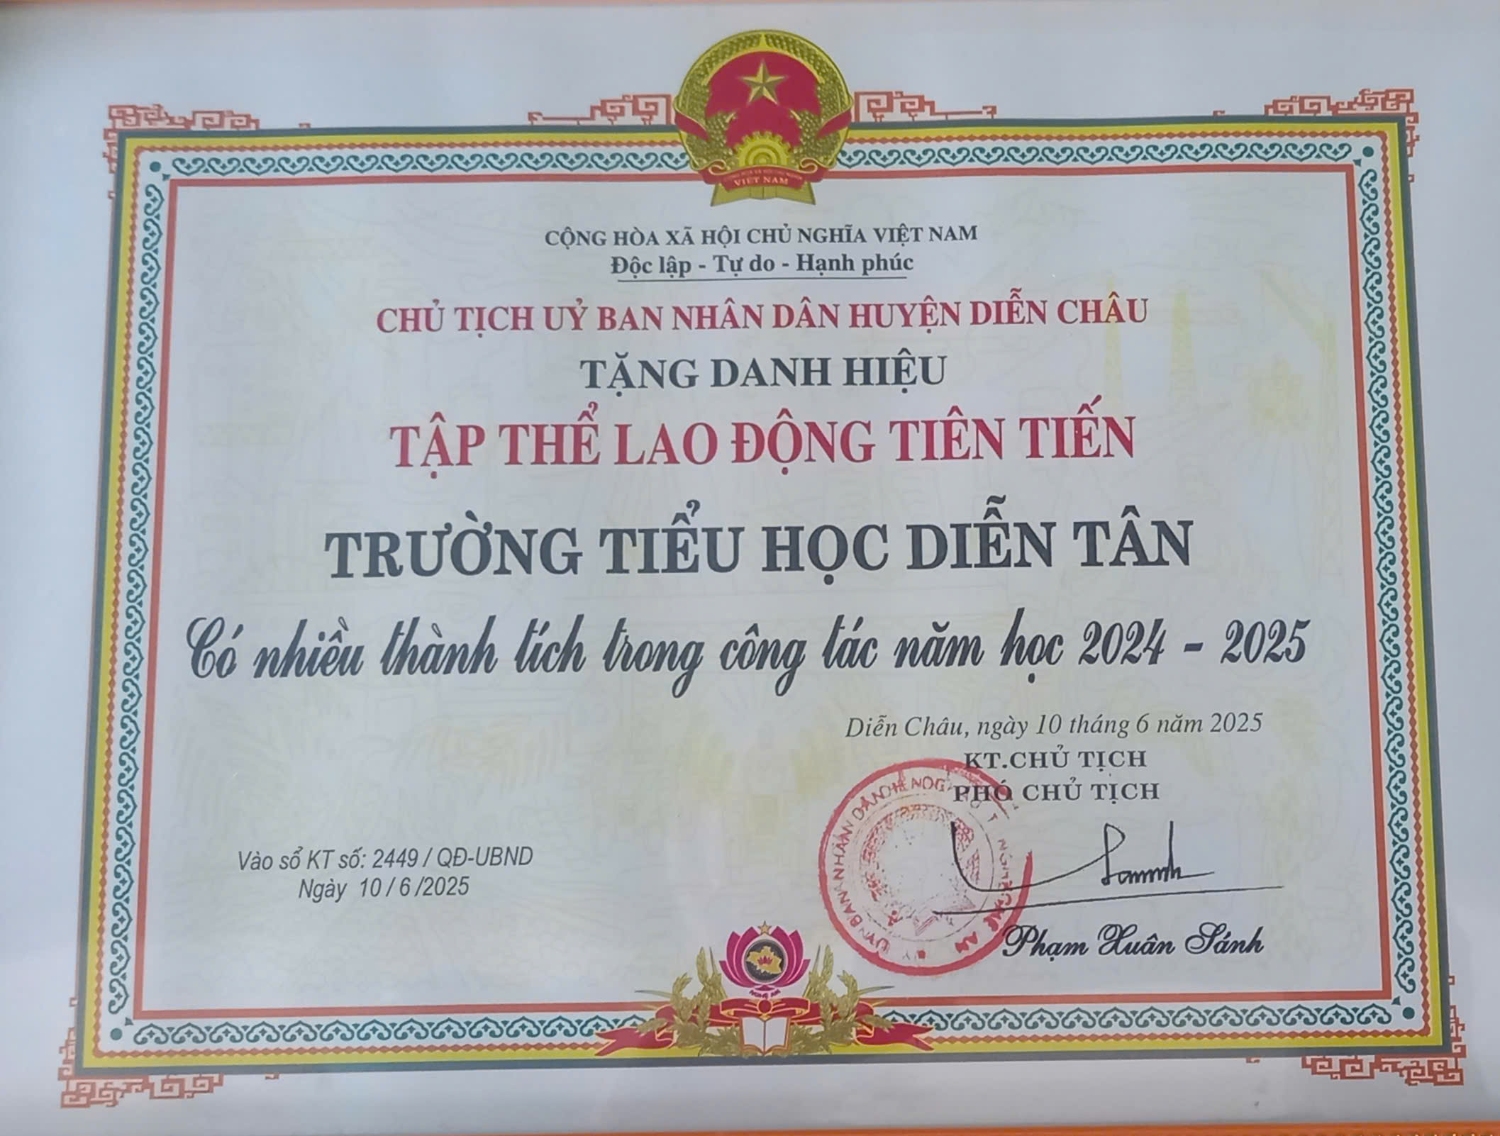 VIỆT NAM
CỘNG HÒA XÃ HỘI CHỦ NGHĨA VIỆT NAM
Độc lập - Tự do - Hạnh phúc
CHỦ TỊCH UỶ BAN NHÂN DÂN HUYỆN DIỄN CHÂU
TẶNG DANH HIỆU
TẬP THỂ LAO ĐỘNG TIÊN TIẾN
TRƯỜNG TIỂU HỌC DIỄN TÂN
Có nhiều thành tích trong công tác năm học 2024 - 2025
Diễn Châu, ngày 10 tháng 6 năm 2025
KT.CHỦ TỊCH
PHÓ CHỦ TỊCH
Vào sổ KT số: 2449 / QĐ-UBND
Ngày 10 / 6 /2025
Phạm Xuân Sánh